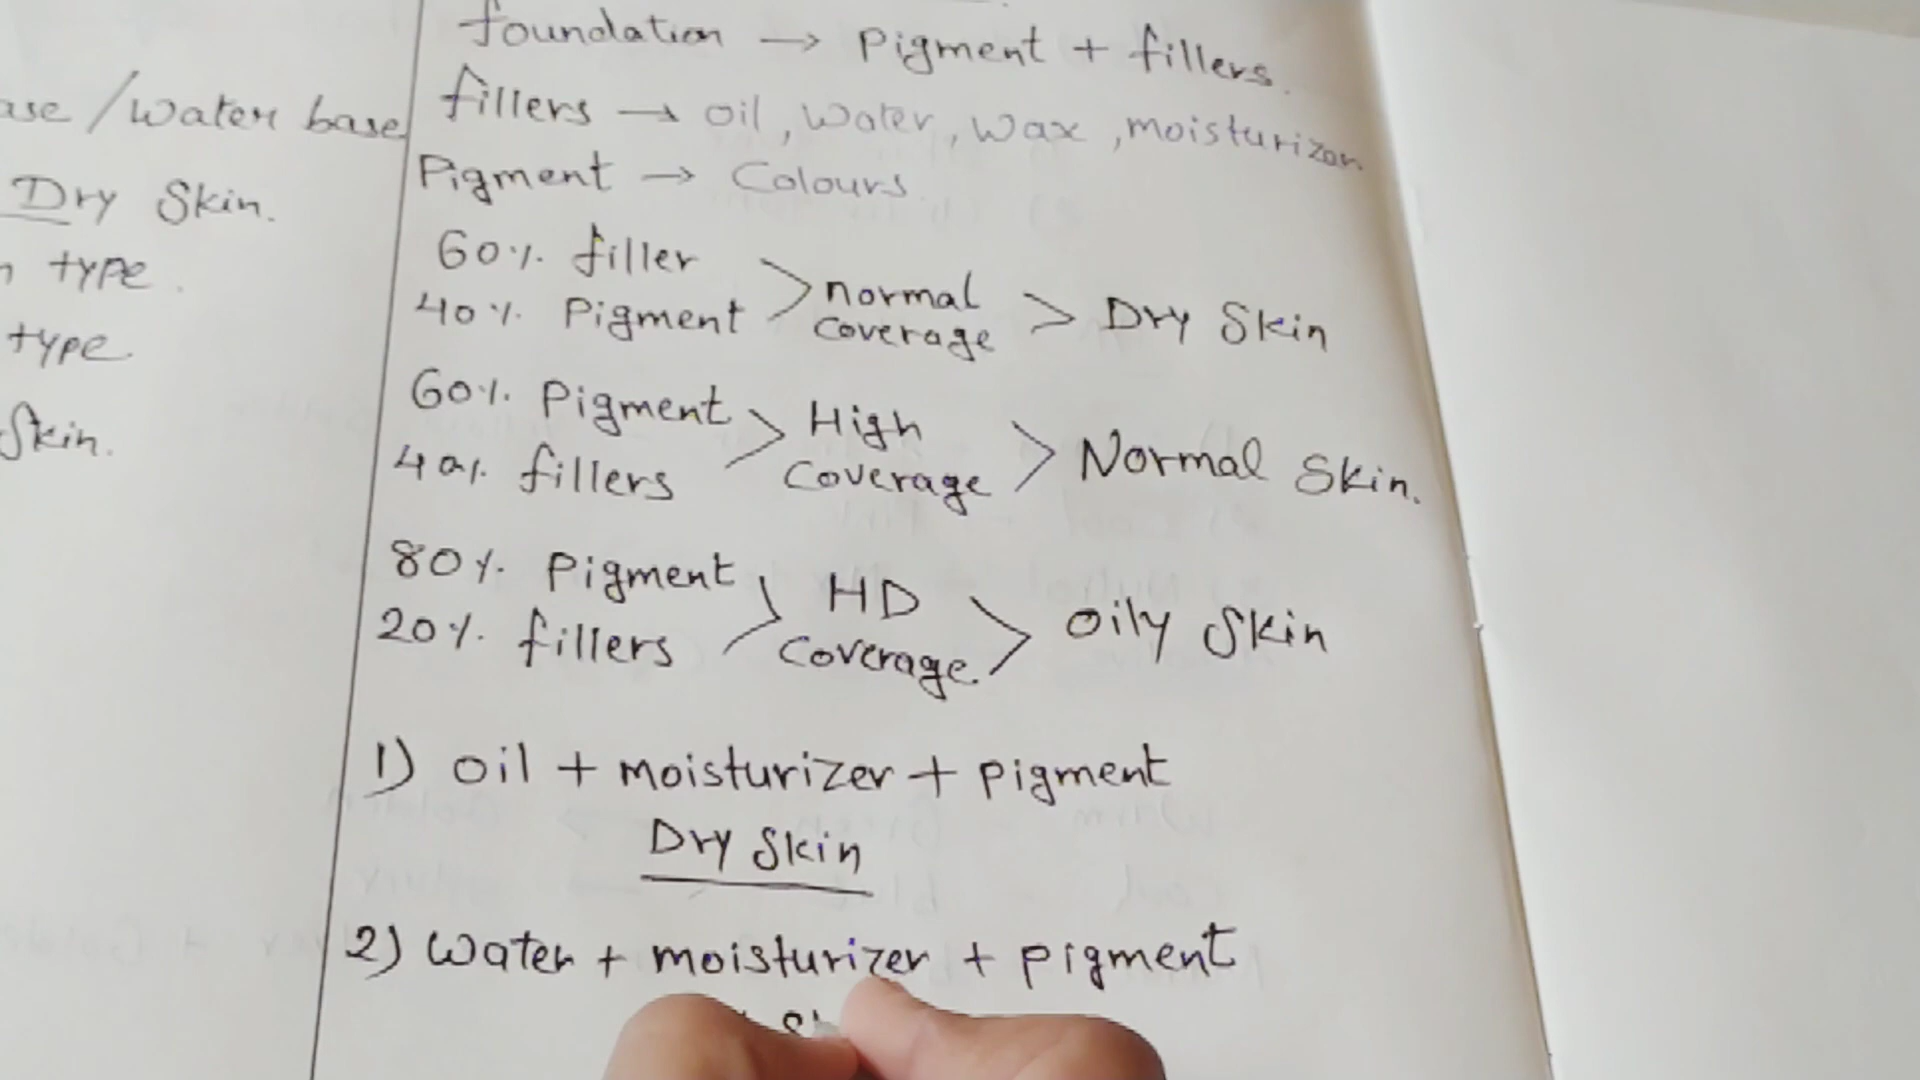 /water base
Dry Skin.
type.
type
Skin.
foundation → Pigment + fillers.
fillers → oil, water, wax, moisturizer.
Pigment → Colours
60% filler
40% Pigment > normal coverage > Dry Skin
60% Pigment
40% fillers > High Coverage > Normal Skin.
80% Pigment
20% fillers > HD Coverage. > Oily Skin
1) oil + moisturizer + pigment
Dry Skin
2) water + moisturizer + pigment